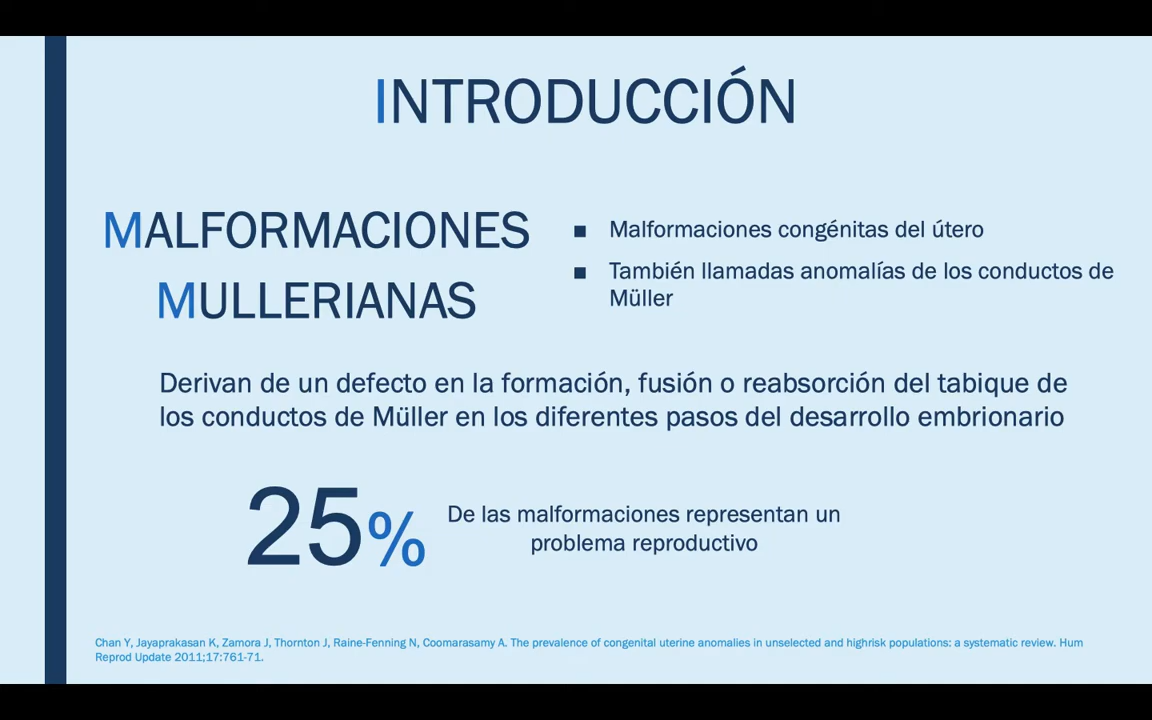 INTRODUCCIÓN
MALFORMACIONES
MULLERIANAS
■ Malformaciones congénitas del útero
■ También llamadas anomalías de los conductos de
Müller
Derivan de un defecto en la formación, fusión o reabsorción del tabique de
los conductos de Müller en los diferentes pasos del desarrollo embrionario
25%
De las malformaciones representan un
problema reproductivo
Chan Y, Jayaprakasan K, Zamora J, Thornton J, Raine-Fenning N, Coomarasamy A. The prevalence of congenital uterine anomalies in unselected and highrisk populations: a systematic review. Hum
Reprod Update 2011;17:761-71.